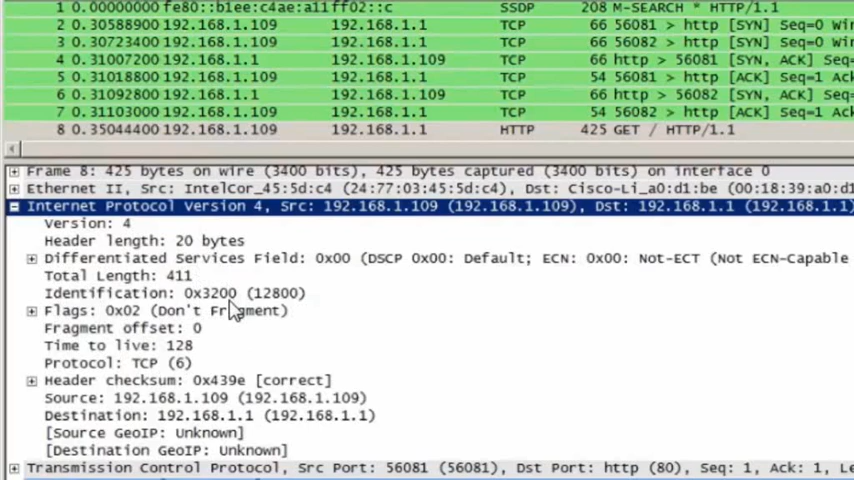 1 0.00000000 fe80::b1ee:c4ae:a11ff02::c SSDP 208 M-SEARCH * HTTP/1.1
2 0.30588900 192.168.1.109 192.168.1.1 TCP 66 56081 > http [SYN] Seq=0 Wi
3 0.30723400 192.168.1.109 192.168.1.1 TCP 66 56082 > http [SYN] Seq=0 Wi
4 0.31007200 192.168.1.1 192.168.1.109 TCP 66 http > 56081 [SYN, ACK] Seq=
5 0.31018800 192.168.1.109 192.168.1.1 TCP 54 56081 > http [ACK] Seq=1 A
6 0.31092800 192.168.1.1 192.168.1.109 TCP 66 http > 56082 [SYN, ACK] Seq=
7 0.31103000 192.168.1.109 192.168.1.1 TCP 54 56082 > http [ACK] Seq=1 A
8 0.35044400 192.168.1.109 192.168.1.1 HTTP 425 GET / HTTP/1.1
Frame 8: 425 bytes on wire (3400 bits), 425 bytes captured (3400 bits) on interface 0
Ethernet II, Src: IntelCor_45:5d:c4 (24:77:03:45:5d:c4), Dst: Cisco-Li_a0:d1:be (00:18:39:a0:d1
Internet Protocol Version 4, Src: 192.168.1.109 (192.168.1.109), Dst: 192.168.1.1 (192.168.1.1)
Version: 4
Header length: 20 bytes
Differentiated Services Field: 0x00 (DSCP 0x00: Default; ECN: 0x00: Not-ECT (Not ECN-Capable
Total Length: 411
Identification: 0x3200 (12800)
Flags: 0x02 (Don't Fragment)
Fragment offset: 0
Time to live: 128
Protocol: TCP (6)
Header checksum: 0x439e [correct]
Source: 192.168.1.109 (192.168.1.109)
Destination: 192.168.1.1 (192.168.1.1)
[Source GeoIP: Unknown]
[Destination GeoIP: Unknown]
Transmission Control Protocol, Src Port: 56081 (56081), Dst Port: http (80), Seq: 1, Ack: 1, Le